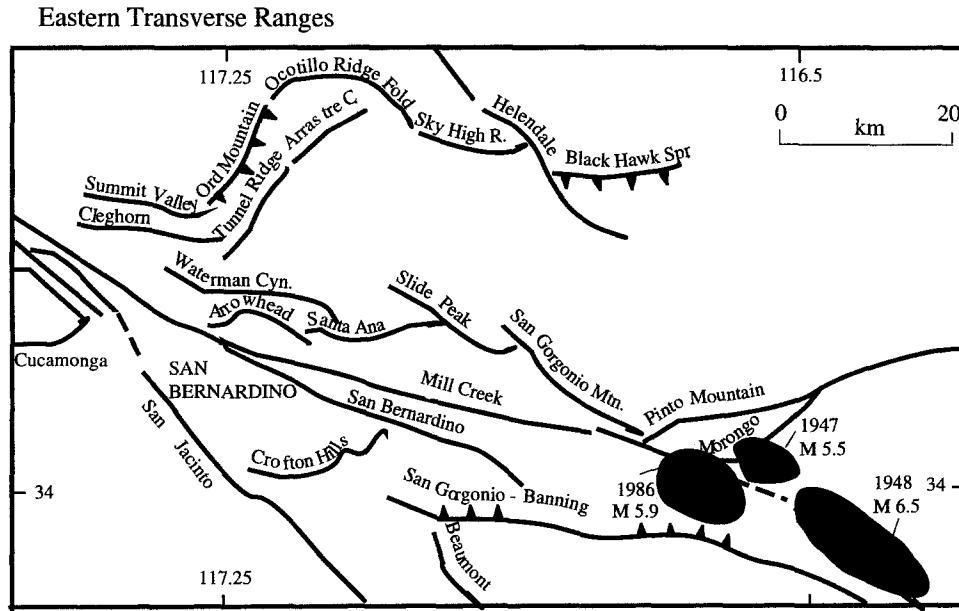 Eastern Transverse Ranges
117.25
116.5
0 20
km
Ocotillo Ridge Fold
Ord Mountain
Tunnel Ridge
Arrastre C
Sky High R.
Helendale
Black Hawk Spr
Summit Valley
Cleghorn
Waterman Cyn.
Arrowhead
Santa Ana
Slide Peak
San Gorgonio Mtn.
Cucamonga
SAN
BERNARDINO
Mill Creek
San Bernardino
Pinto Mountain
Morongo
1947
M 5.5
San Jacinto
Crofton Hills
San Gorgonio - Banning
1986
M 5.9
1948
M 6.5
34
34
Beaumont
117.25